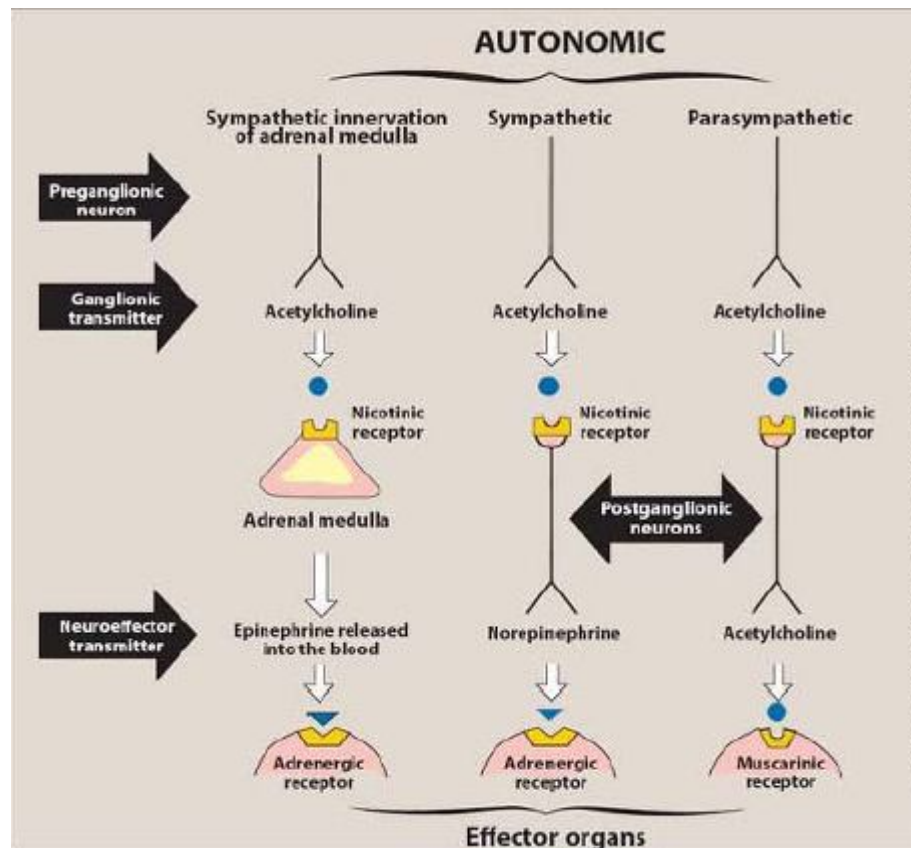 AUTONOMIC
Sympathetic innervation
of adrenal medulla
Sympathetic
Parasympathetic
Preganglionic
neuron
Ganglionic
transmitter
Acetylcholine
Acetylcholine
Acetylcholine
Nicotinic
receptor
Nicotinic
receptor
Nicotinic
receptor
Adrenal medulla
Postganglionic
neurons
Neuroeffector
transmitter
Epinephrine released
into the blood
Norepinephrine
Acetylcholine
Adrenergic
receptor
Adrenergic
receptor
Muscarinic
receptor
Effector organs